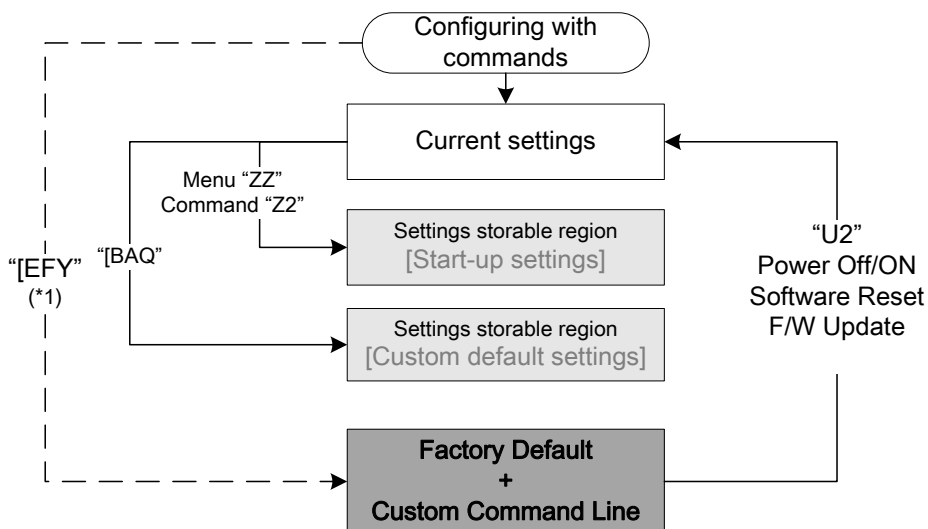 Configuring with
commands
Current settings
Menu “ZZ”
Command “Z2”
“[BAQ”
“[EFY”
(*1)
Settings storable region
[Start-up settings]
Settings storable region
[Custom default settings]
“U2”
Power Off/ON
Software Reset
F/W Update
Factory Default
+
Custom Command Line